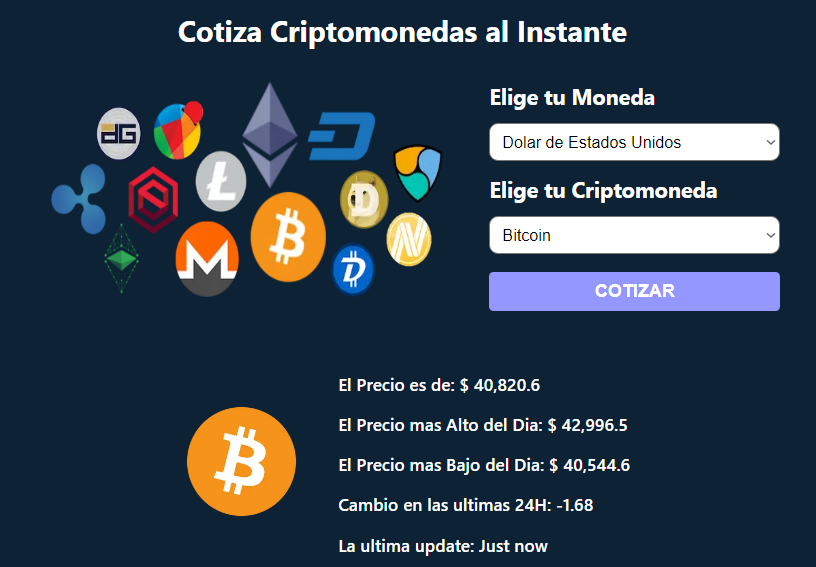 Cotiza Criptomonedas al Instante
Elige tu Moneda
Dolar de Estados Unidos
Elige tu Criptomoneda
Bitcoin
COTIZAR
El Precio es de: $ 40,820.6
El Precio mas Alto del Dia: $ 42,996.5
El Precio mas Bajo del Dia: $ 40,544.6
Cambio en las ultimas 24H: -1.68
La ultima update: Just now